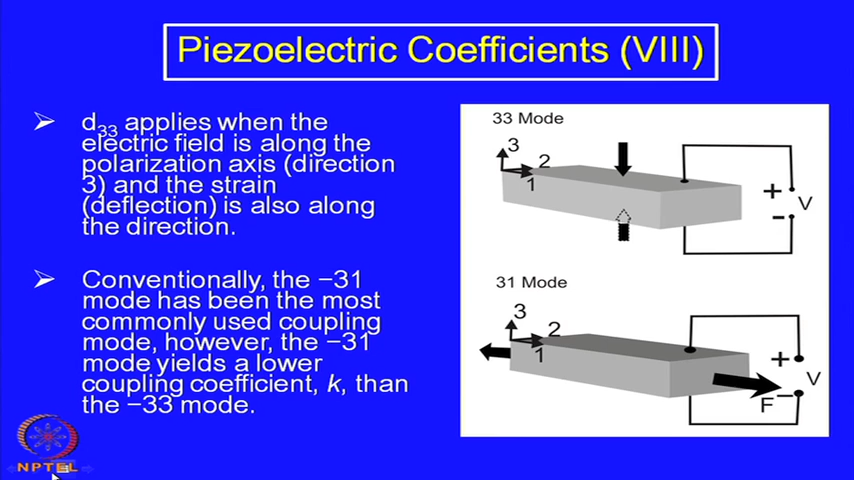 Piezoelectric Coefficients (VIII)
➢ d33 applies when the
electric field is along the
polarization axis (direction
3) and the strain
(deflection) is also along
the direction.
➢ Conventionally, the −31
mode has been the most
commonly used coupling
mode, however, the −31
mode yields a lower
coupling coefficient, k, than
the −33 mode.
33 Mode
3
2
1
+
V
-
31 Mode
3
2
1
+
V
F
−
NPTEL